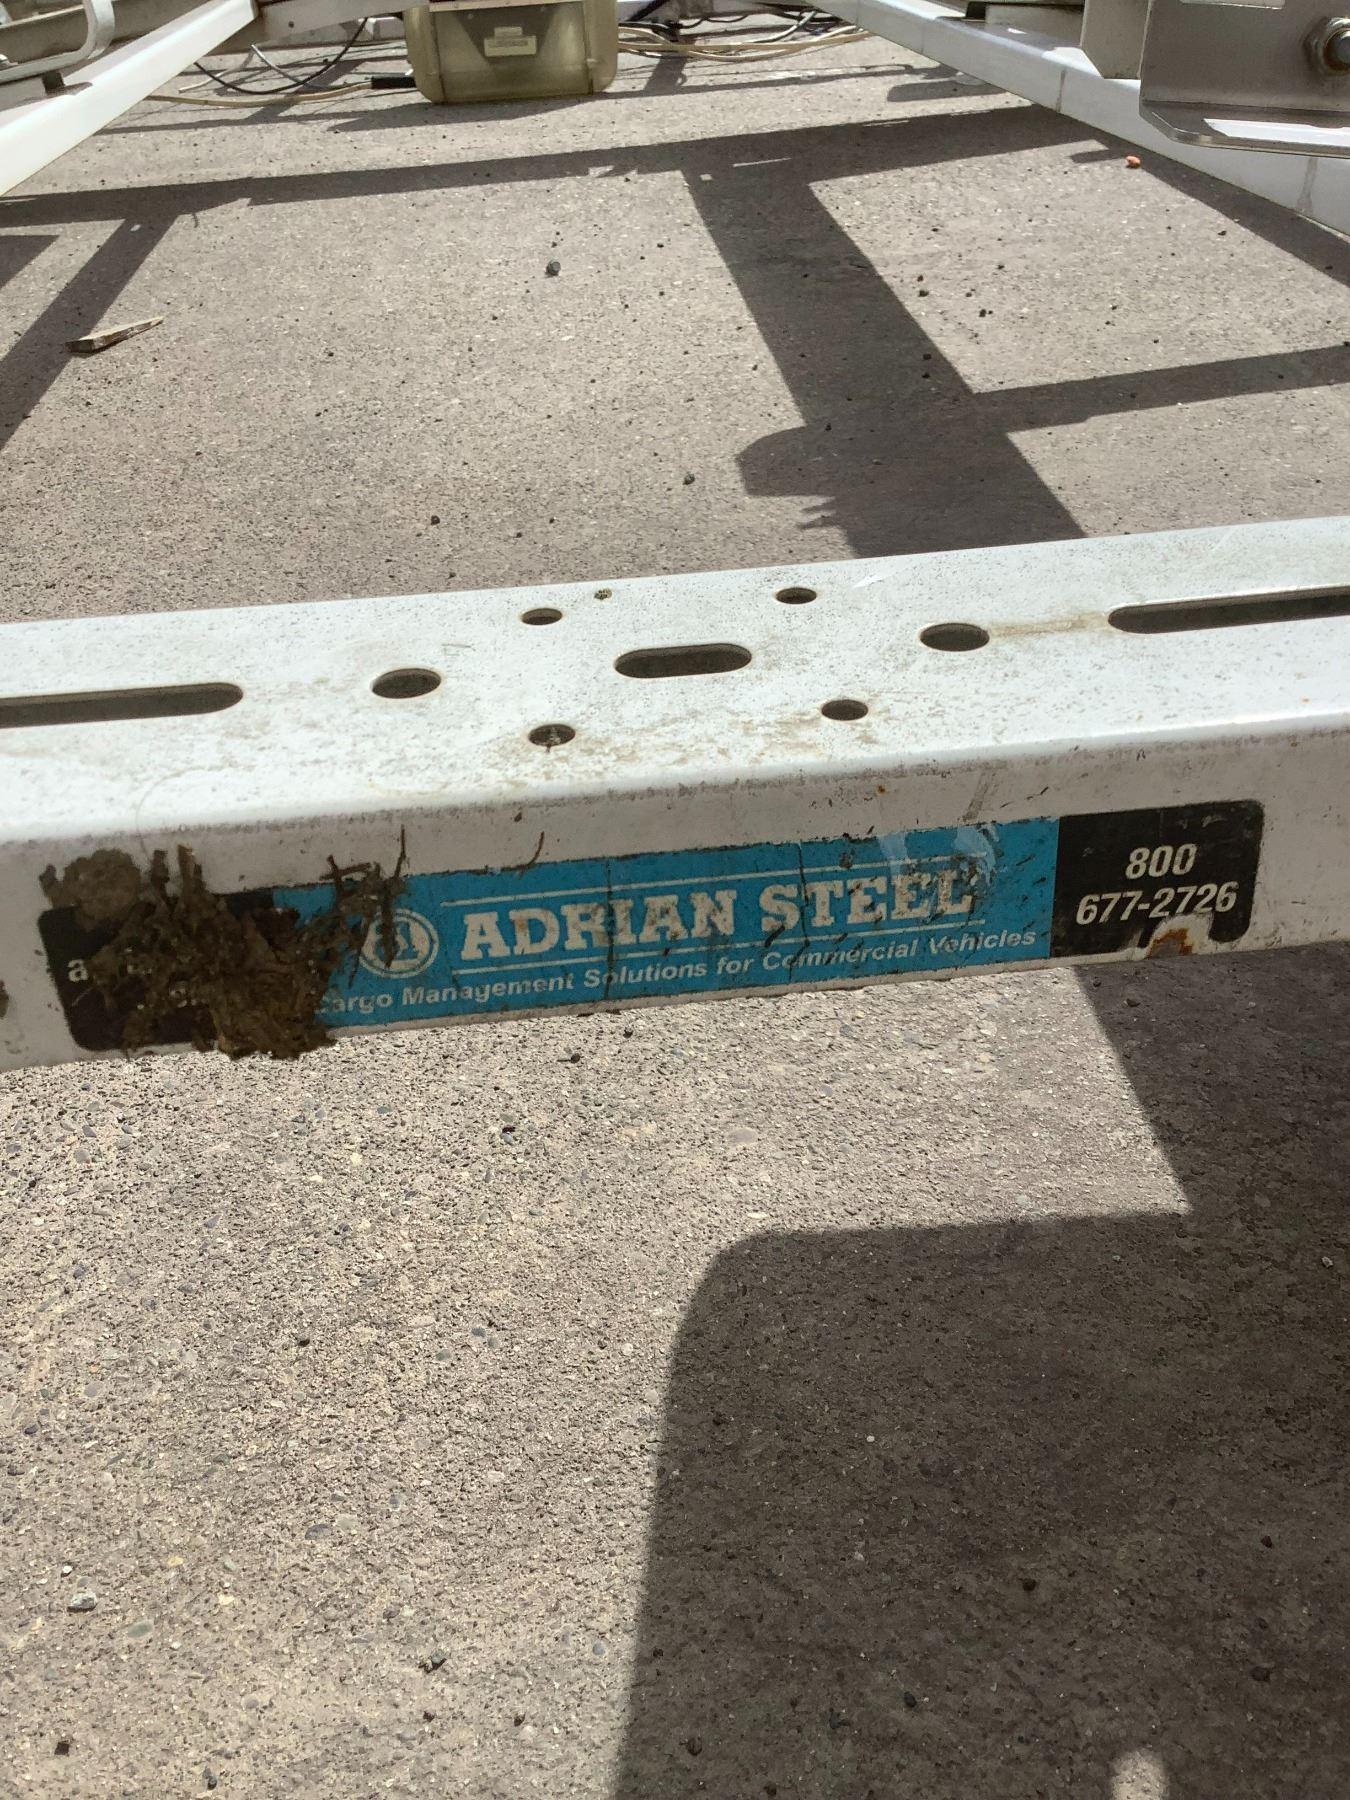 ADRIAN STEEL
Cargo Management Solutions for Commercial Vehicles
800
677-2726